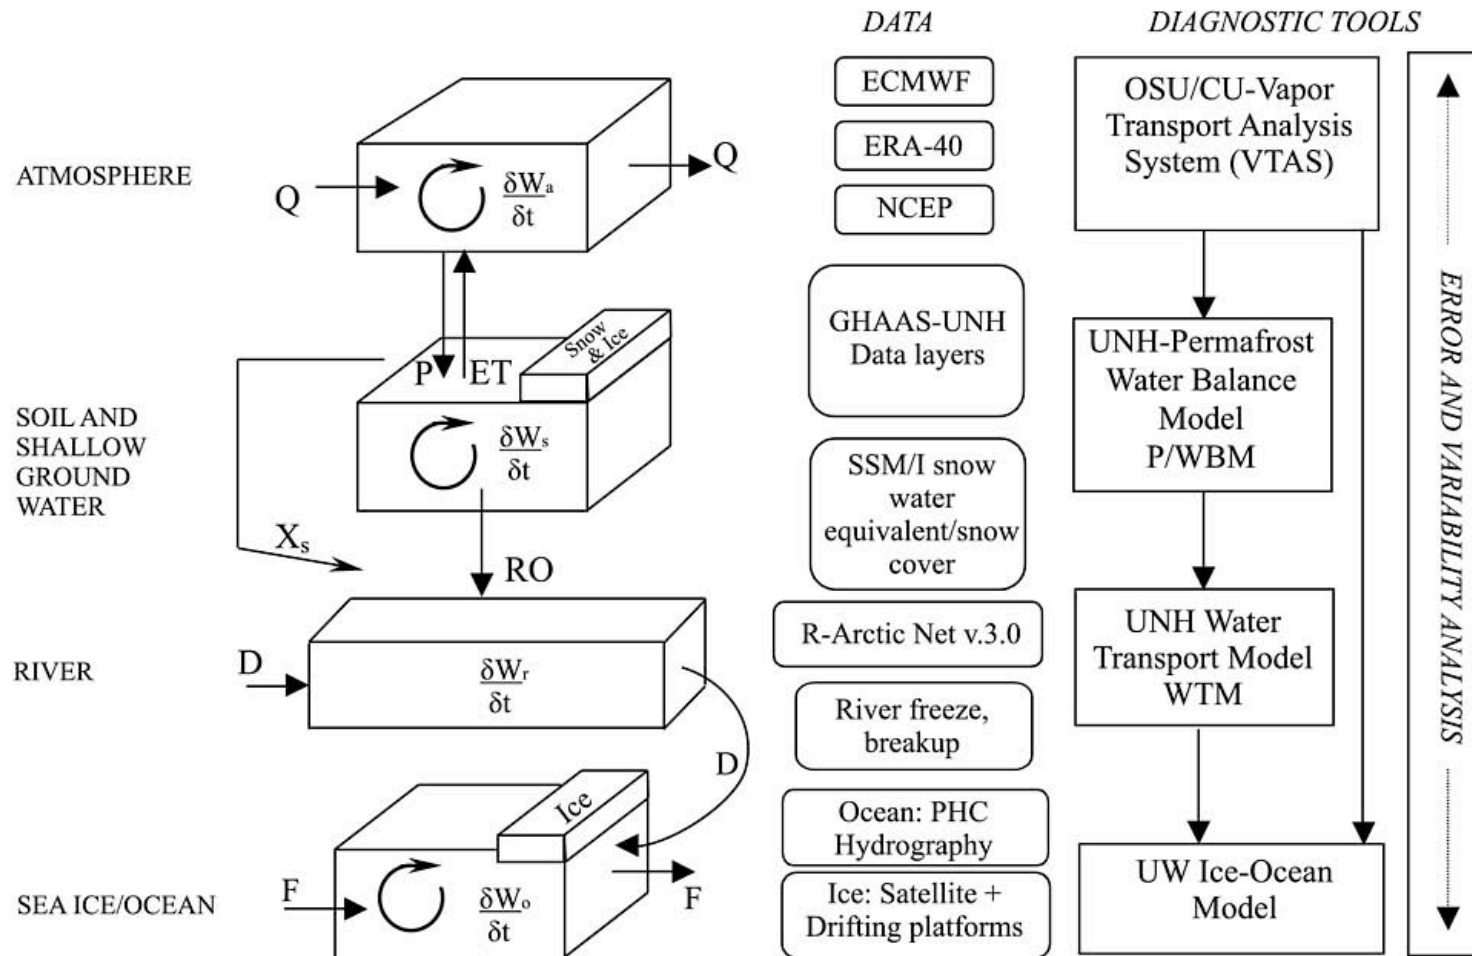 DATA
DIAGNOSTIC TOOLS
ATMOSPHERE
Q
Q
δWa
δt
ECMWF
ERA-40
NCEP
OSU/CU-Vapor
Transport Analysis
System (VTAS)
SOIL AND
SHALLOW
GROUND
WATER
P
ET
Snow
& Ice
δWs
δt
Xs
RO
GHAAS-UNH
Data layers
SSM/I snow
water
equivalent/snow
cover
UNH-Permafrost
Water Balance
Model
P/WBM
RIVER
D
δWr
δt
D
R-Arctic Net v.3.0
River freeze,
breakup
UNH Water
Transport Model
WTM
SEA ICE/OCEAN
F
Ice
δWo
δt
F
Ocean: PHC
Hydrography
Ice: Satellite +
Drifting platforms
UW Ice-Ocean
Model
ERROR AND VARIABILITY ANALYSIS